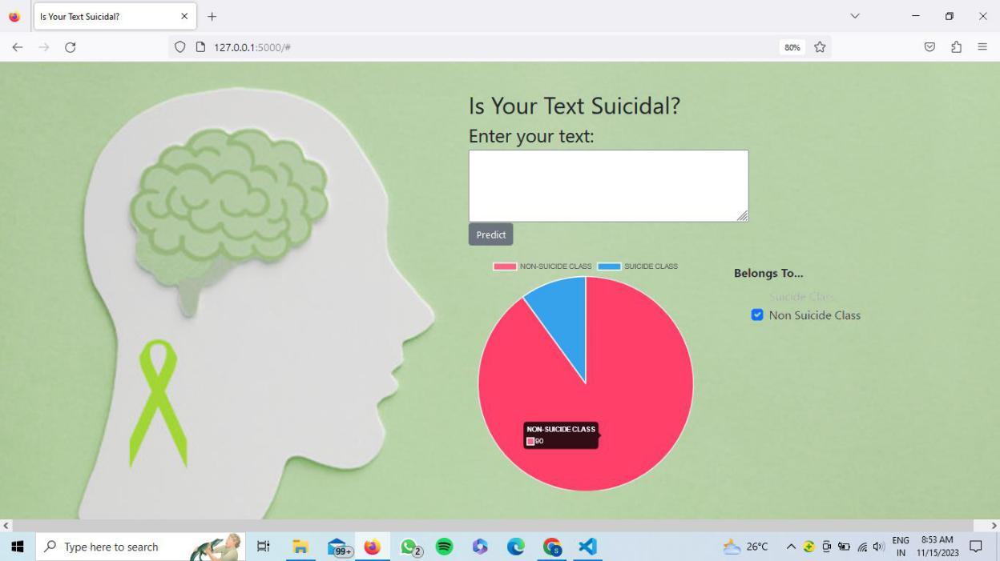 Is Your Text Suicidal?
127.0.0.1:5000/#
80%
Is Your Text Suicidal?
Enter your text:
Predict
NON-SUICIDE CLASS SUICIDE CLASS
Belongs To...
Suicide Class
Non Suicide Class
NON-SUICIDE CLASS
90
Type here to search
99+
2
S
26°C
ENG
IN
8:53 AM
11/15/2023